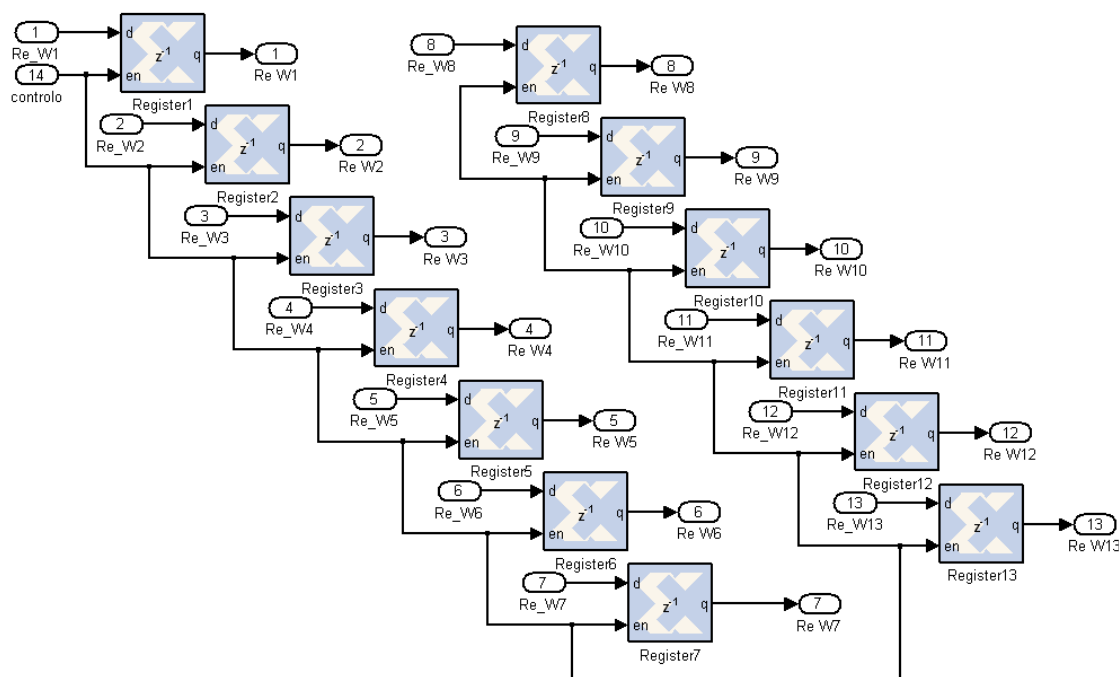 1
Re_W1
14
controlo
d
en
z-1
q
Register1
1
Re W1
2
Re_W2
d
en
z-1
q
Register2
2
Re W2
3
Re_W3
d
en
z-1
q
Register3
3
Re W3
4
Re_W4
d
en
z-1
q
Register4
4
Re W4
5
Re_W5
d
en
z-1
q
Register5
5
Re W5
6
Re_W6
d
en
z-1
q
Register6
6
Re W6
7
Re_W7
d
en
z-1
q
Register7
7
Re W7
8
Re_W8
d
en
z-1
q
Register8
8
Re W8
9
Re_W9
d
en
z-1
q
Register9
9
Re W9
10
Re_W10
d
en
z-1
q
Register10
10
Re W10
11
Re_W11
d
en
z-1
q
Register11
11
Re W11
12
Re_W12
d
en
z-1
q
Register12
12
Re W12
13
Re_W13
d
en
z-1
q
Register13
13
Re W13